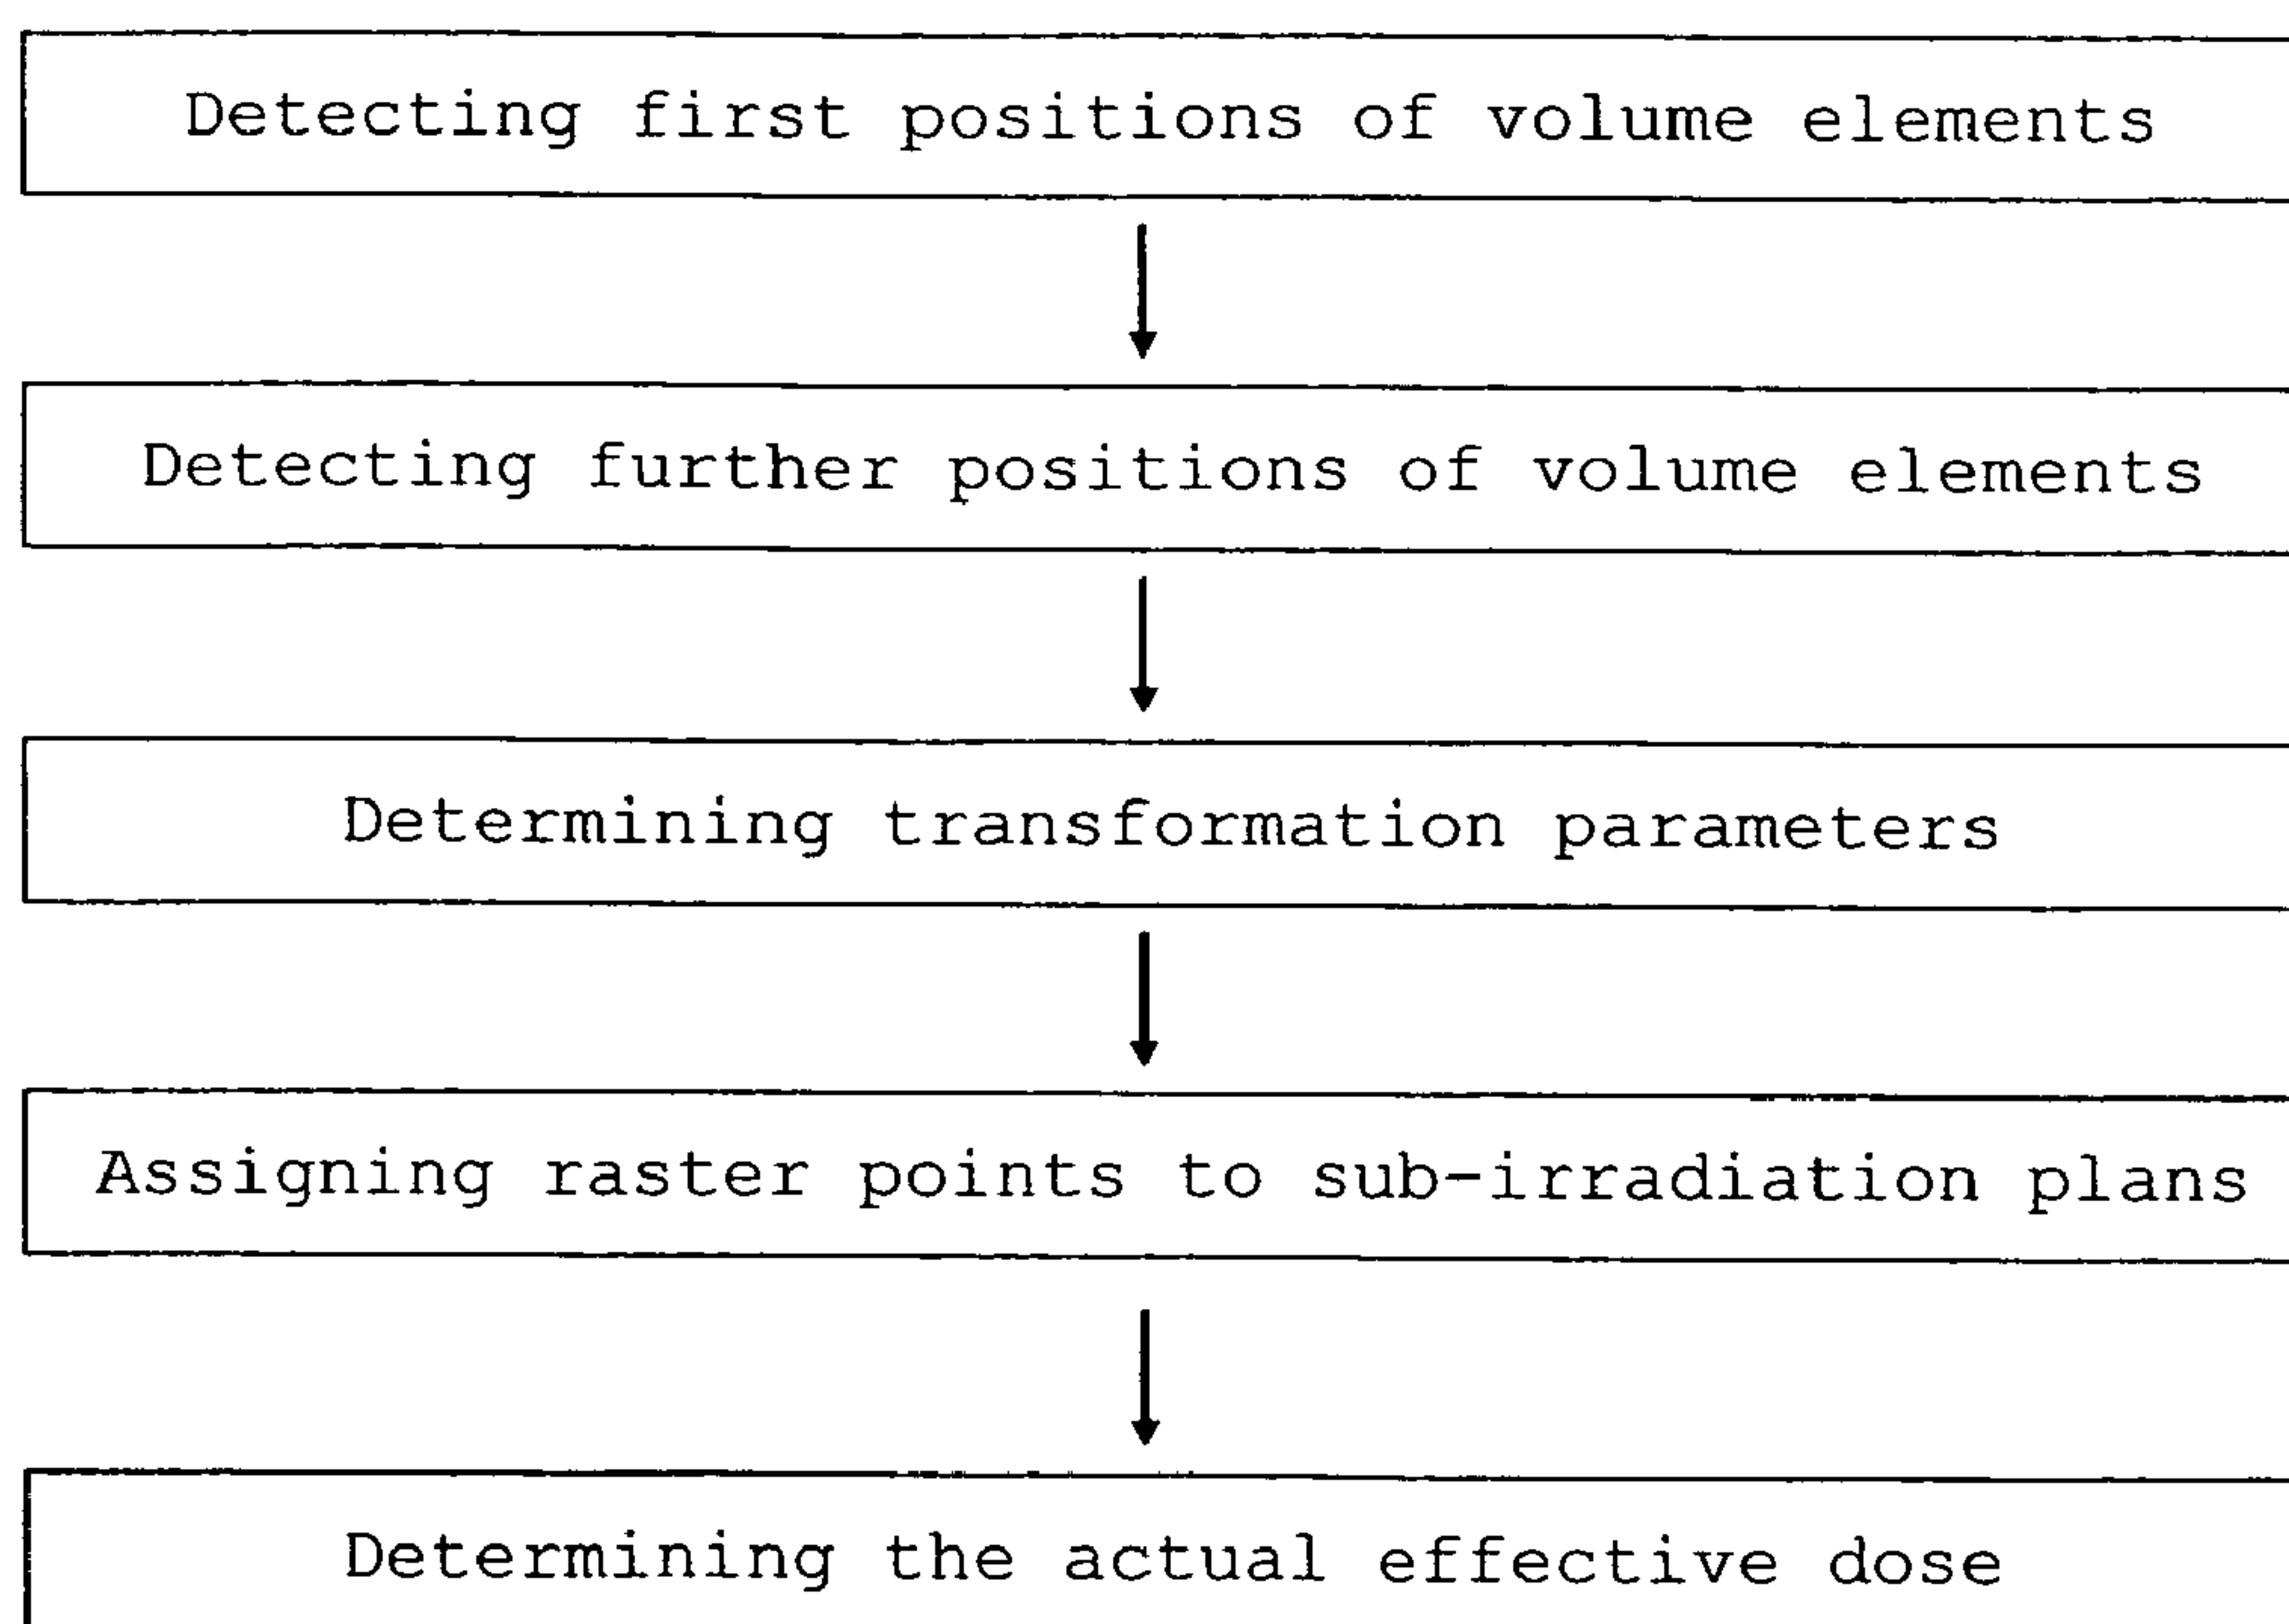 Detecting first positions of volume elements
Detecting further positions of volume elements
Determining transformation parameters
Assigning raster points to sub-irradiation plans
Determining the actual effective dose